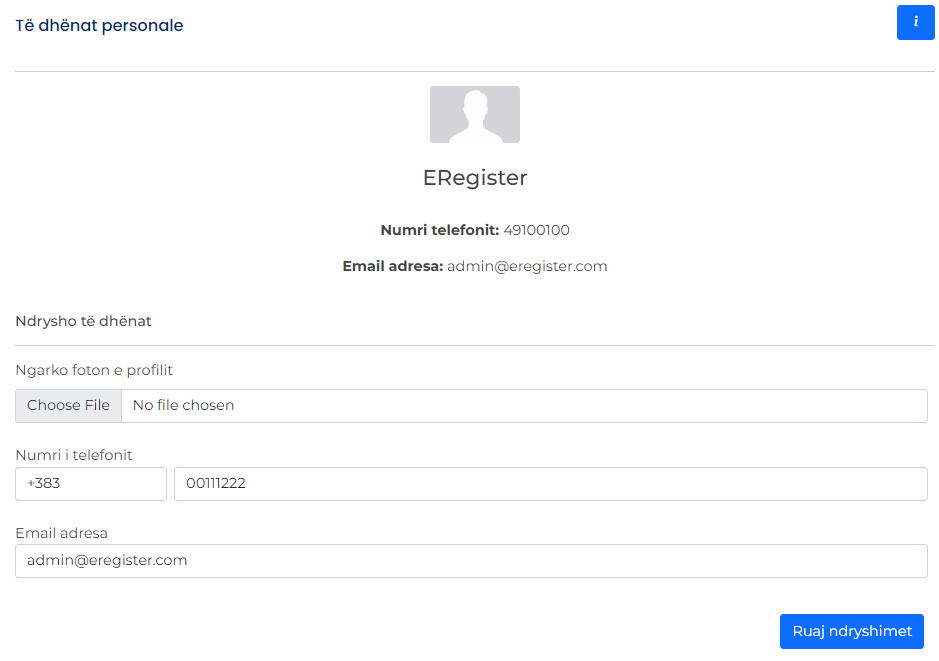 Të dhënat personale
i
ERegister
Numri telefonit: 49100100
Email adresa: admin@eregister.com
Ndrysho të dhënat
Ngarko foton e profilit
Choose File No file chosen
Numri i telefonit
+383 00111222
Email adresa
admin@eregister.com
Ruaj ndryshimet